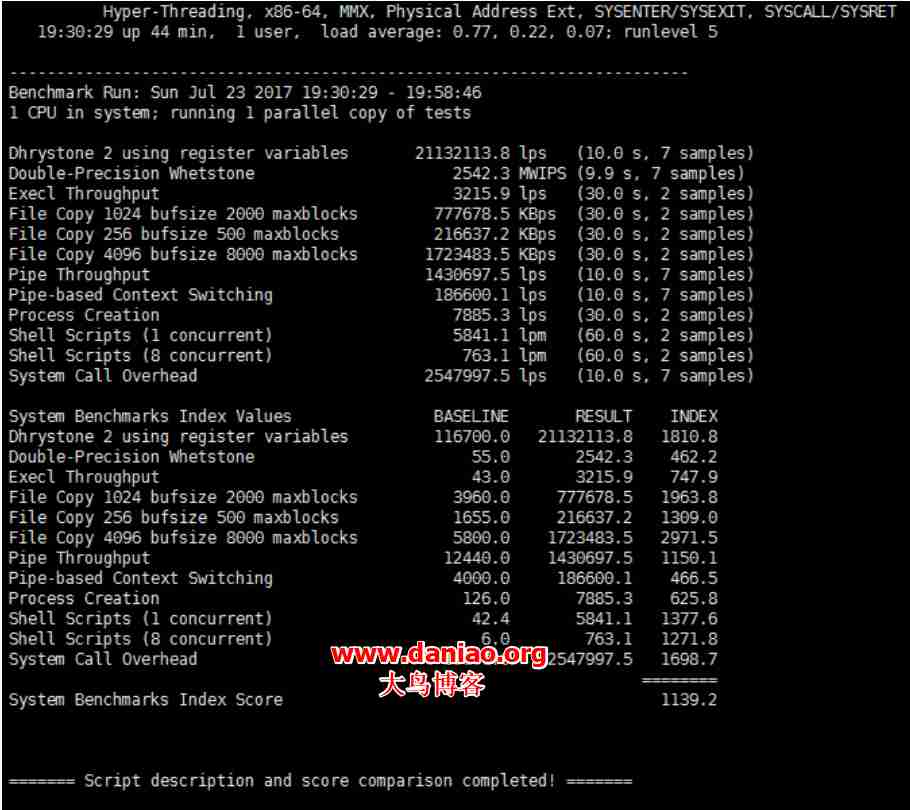 Hyper-Threading, x86-64, MMX, Physical Address Ext, SYSENTER/SYSEXIT, SYSCALL/SYSRET
19:30:29 up 44 min, 1 user, load average: 0.77, 0.22, 0.07; runlevel 5
------------------------------------------------------------------------
Benchmark Run: Sun Jul 23 2017 19:30:29 - 19:58:46
1 CPU in system; running 1 parallel copy of tests
Dhrystone 2 using register variables 21132113.8 lps (10.0 s, 7 samples)
Double-Precision Whetstone 2542.3 MWIPS (9.9 s, 7 samples)
Execl Throughput 3215.9 lps (30.0 s, 2 samples)
File Copy 1024 bufsize 2000 maxblocks 777678.5 KBps (30.0 s, 2 samples)
File Copy 256 bufsize 500 maxblocks 216637.2 KBps (30.0 s, 2 samples)
File Copy 4096 bufsize 8000 maxblocks 1723483.5 KBps (30.0 s, 2 samples)
Pipe Throughput 1430697.5 lps (10.0 s, 7 samples)
Pipe-based Context Switching 186600.1 lps (10.0 s, 7 samples)
Process Creation 7885.3 lps (30.0 s, 2 samples)
Shell Scripts (1 concurrent) 5841.1 lpm (60.0 s, 2 samples)
Shell Scripts (8 concurrent) 763.1 lpm (60.0 s, 2 samples)
System Call Overhead 2547997.5 lps (10.0 s, 7 samples)
System Benchmarks Index Values BASELINE RESULT INDEX
Dhrystone 2 using register variables 116700.0 21132113.8 1810.8
Double-Precision Whetstone 55.0 2542.3 462.2
Execl Throughput 43.0 3215.9 747.9
File Copy 1024 bufsize 2000 maxblocks 3960.0 777678.5 1963.8
File Copy 256 bufsize 500 maxblocks 1655.0 216637.2 1309.0
File Copy 4096 bufsize 8000 maxblocks 5800.0 1723483.5 2971.5
Pipe Throughput 12440.0 1430697.5 1150.1
Pipe-based Context Switching 4000.0 186600.1 466.5
Process Creation 126.0 7885.3 625.8
Shell Scripts (1 concurrent) 42.4 5841.1 1377.6
Shell Scripts (8 concurrent) 6.0 763.1 1271.8
System Call Overhead 2547997.5 1698.7
www.daniao.org
大鸟博客
========
System Benchmarks Index Score 1139.2
======= Script description and score comparison completed! =======